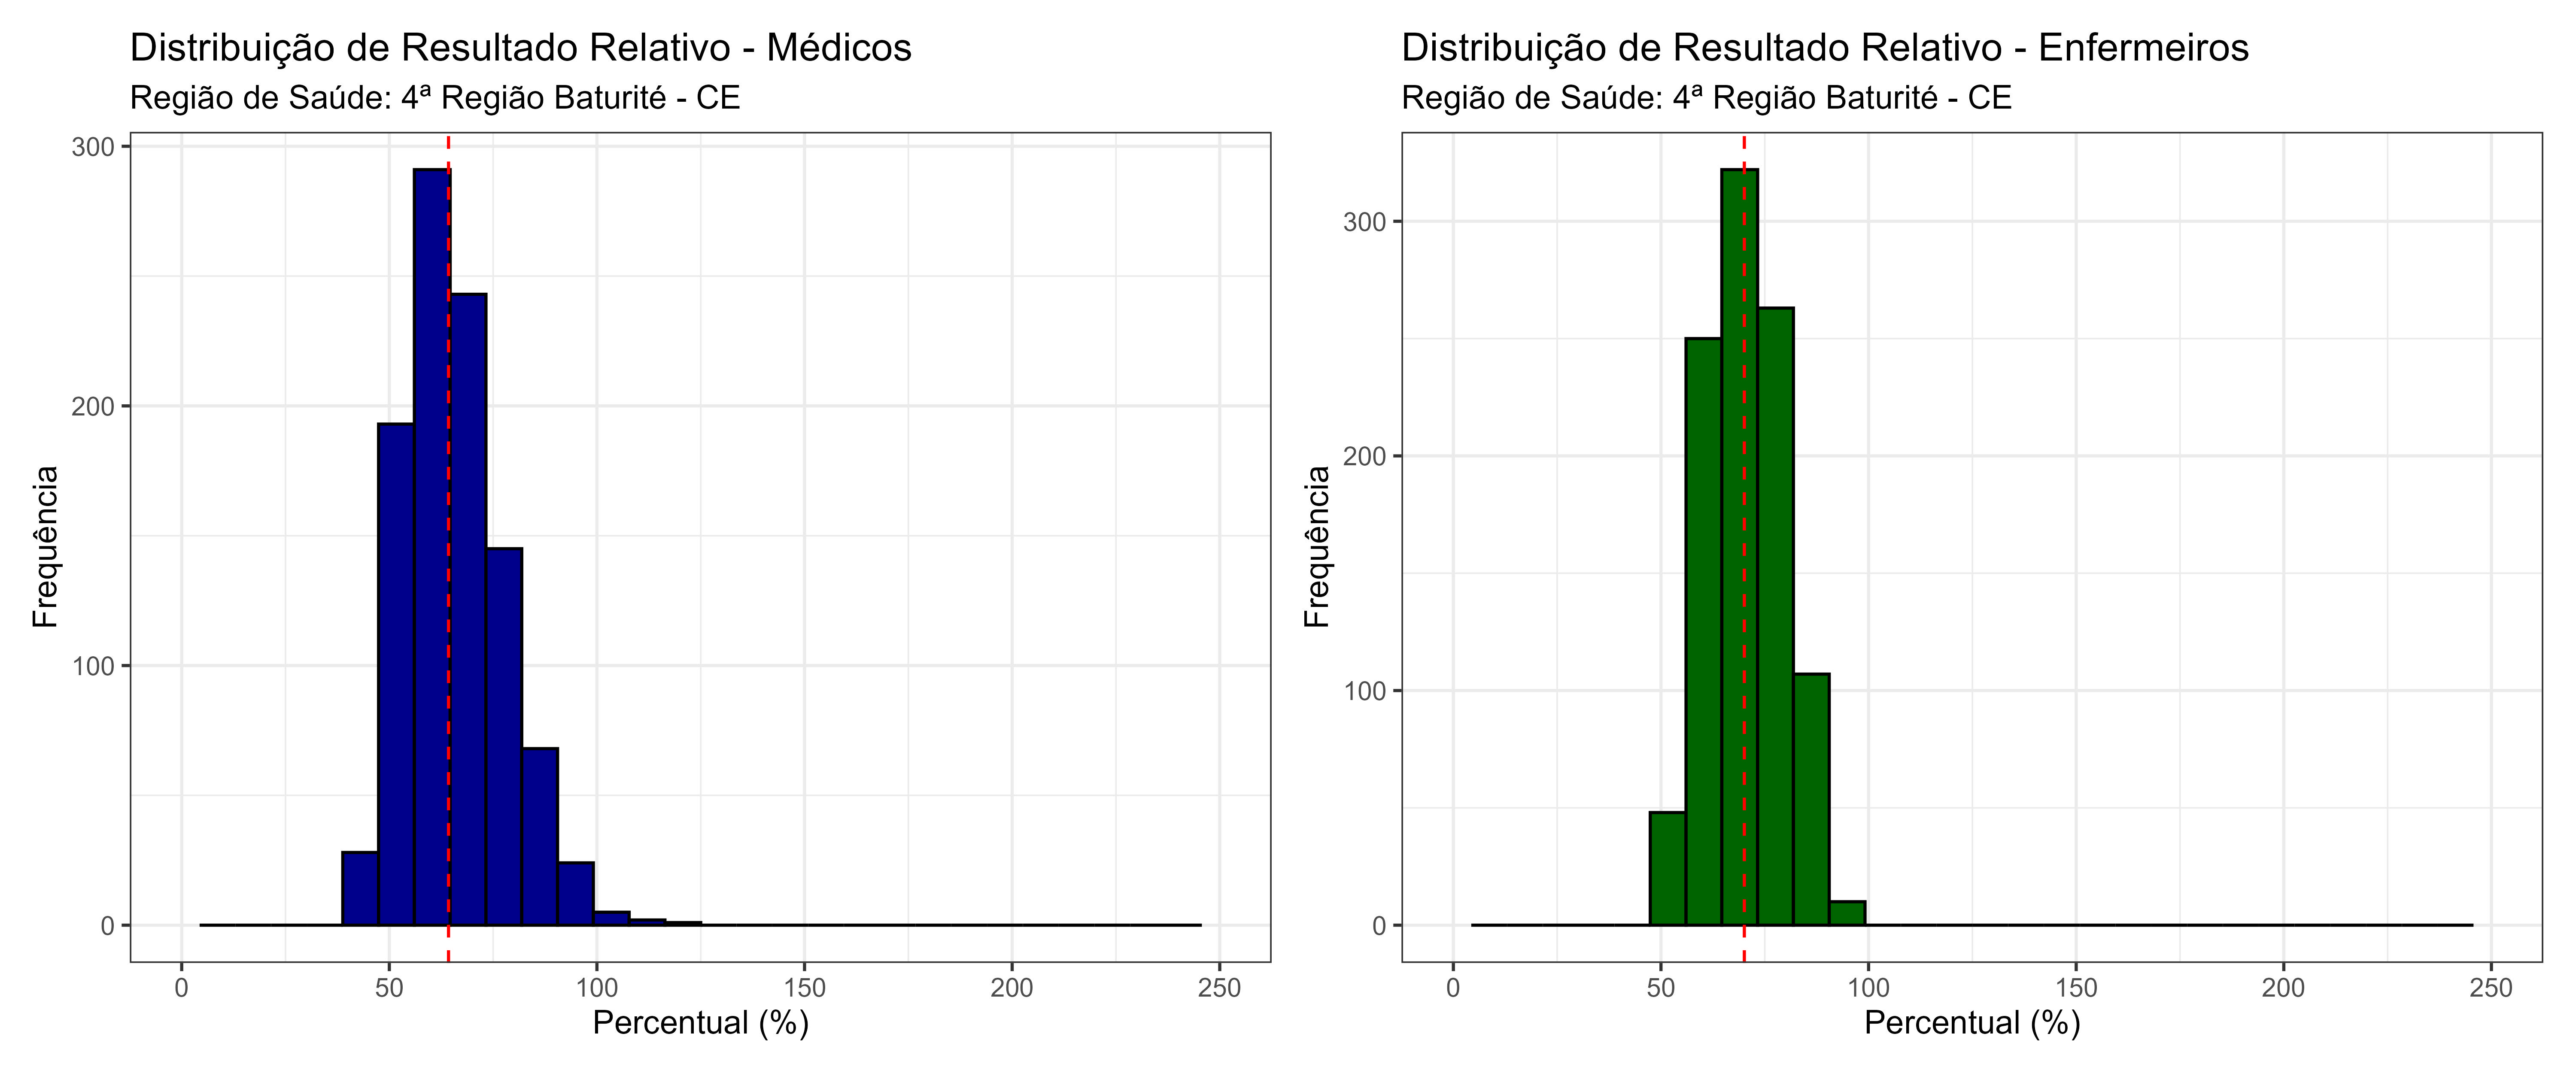 Distribuição de Resultado Relativo - Médicos
Região de Saúde: 4ª Região Baturité - CE
300
200
100
0
Frequência
0 50 100 150 200 250
Percentual (%)
Distribuição de Resultado Relativo - Enfermeiros
Região de Saúde: 4ª Região Baturité - CE
300
200
100
0
Frequência
0 50 100 150 200 250
Percentual (%)